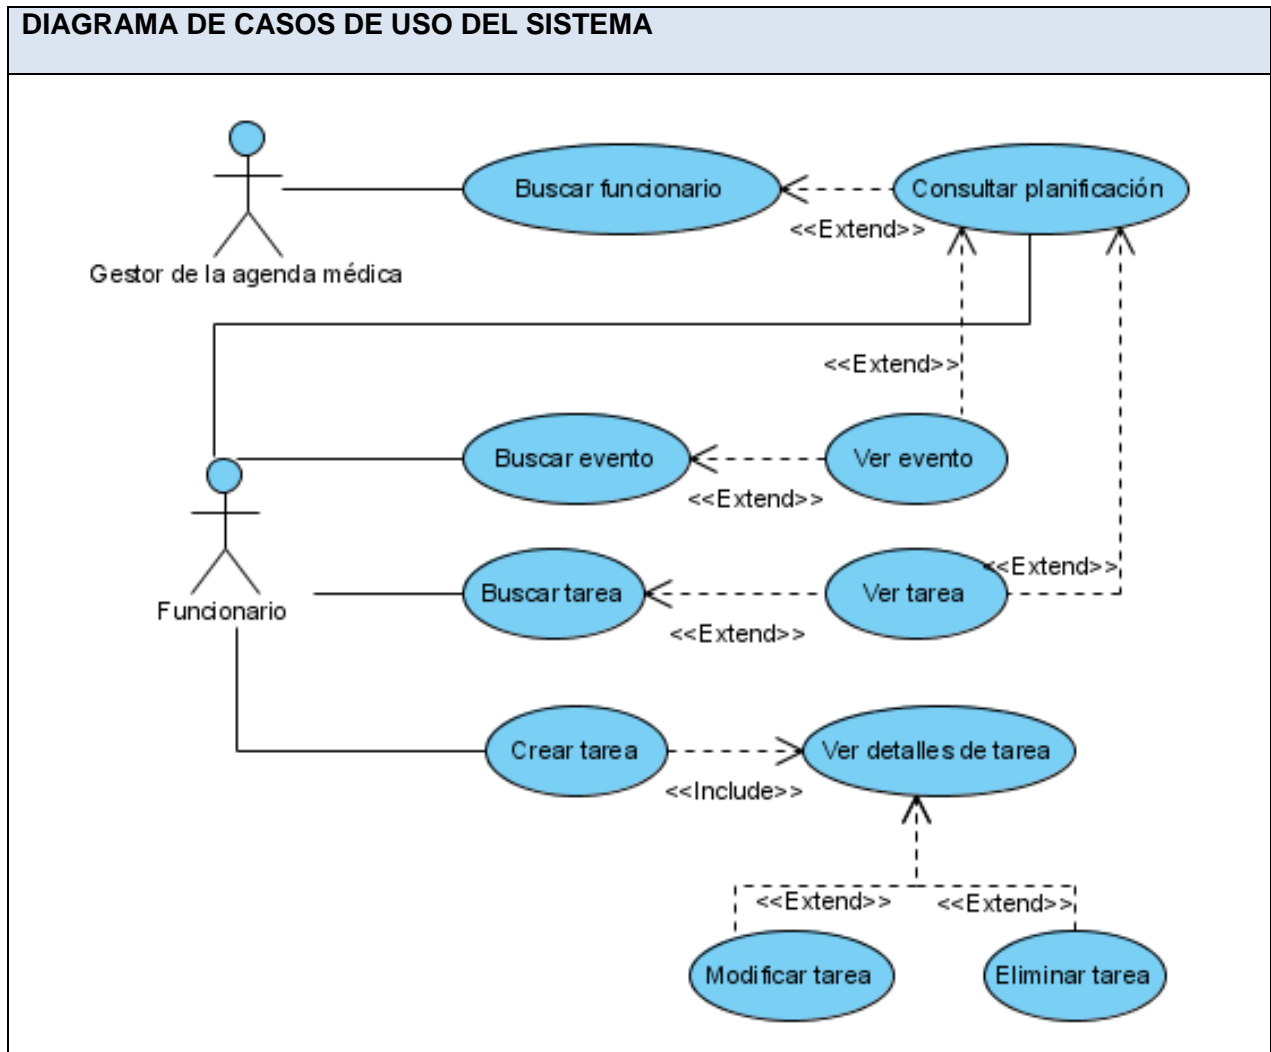 DIAGRAMA DE CASOS DE USO DEL SISTEMA
Buscar funcionario
Consultar planificación
<<Extend>>
Gestor de la agenda médica
<<Extend>>
Buscar evento
Ver evento
<<Extend>>
<<Extend>>
Buscar tarea
Ver tarea
Funcionario
<<Extend>>
Crear tarea
Ver detalles de tarea
<<Include>>
<<Extend>>
<<Extend>>
Modificar tarea
Eliminar tarea